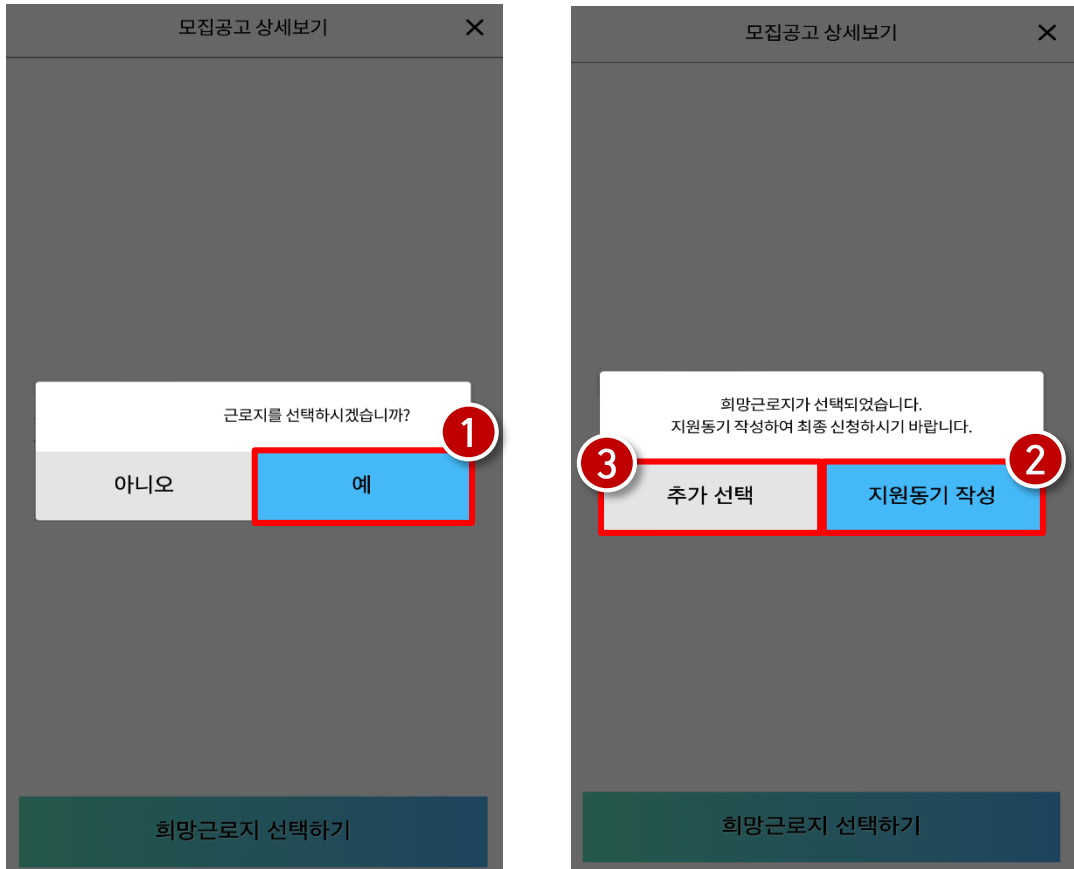 모집공고 상세보기
근로지를 선택하시겠습니까?
1
아니오
예
희망근로지 선택하기
모집공고 상세보기
희망근로지가 선택되었습니다.
지원동기 작성하여 최종 신청하시기 바랍니다.
3
2
추가 선택
지원동기 작성
희망근로지 선택하기